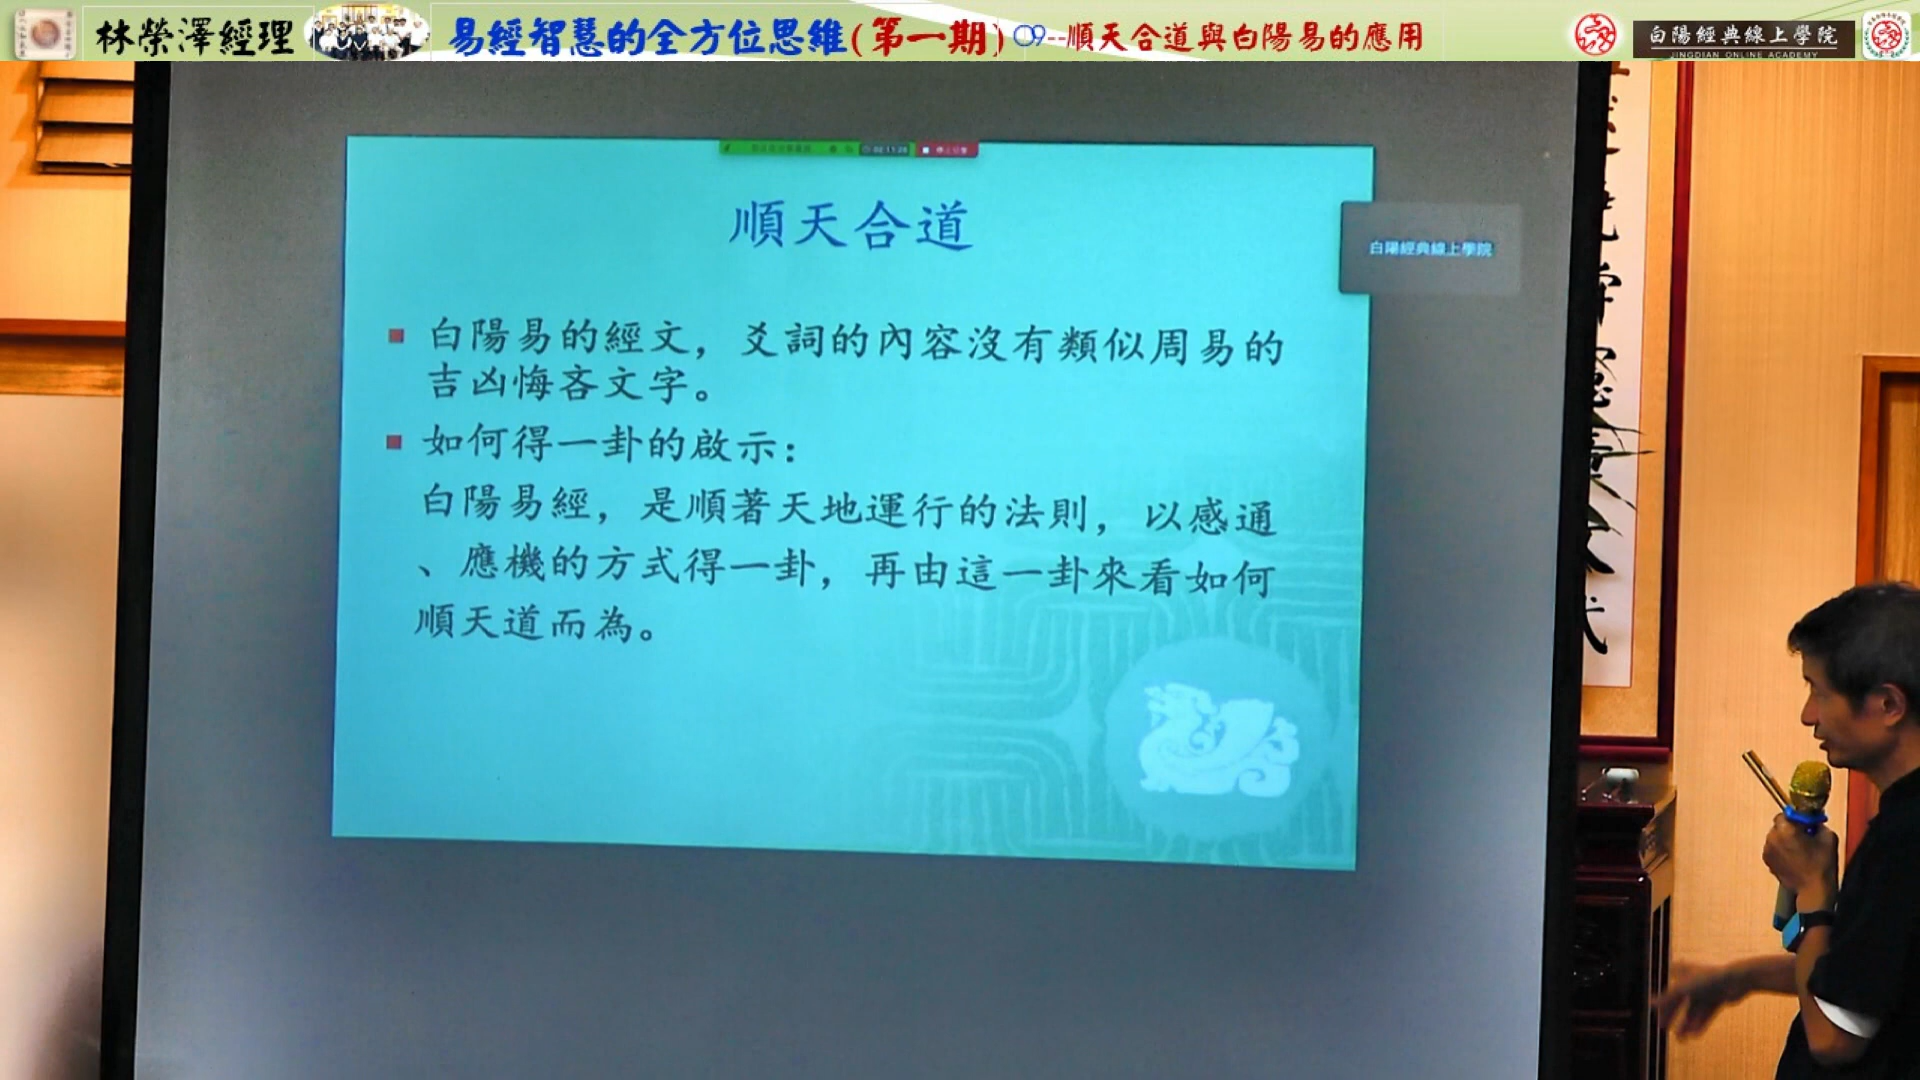 林榮澤經理 易經智慧的全方位思維(第一期) 09--順天合道與白陽易的應用 白陽經典線上學院
JINGDIAN ONLINE ACADEMY
順天合道
白陽經典線上學院
白陽易的經文，爻詞的內容沒有類似周易的
吉凶悔吝文字。
如何得一卦的啟示：
白陽易經，是順著天地運行的法則，以感通
、應機的方式得一卦，再由這一卦來看如何
順天道而為。